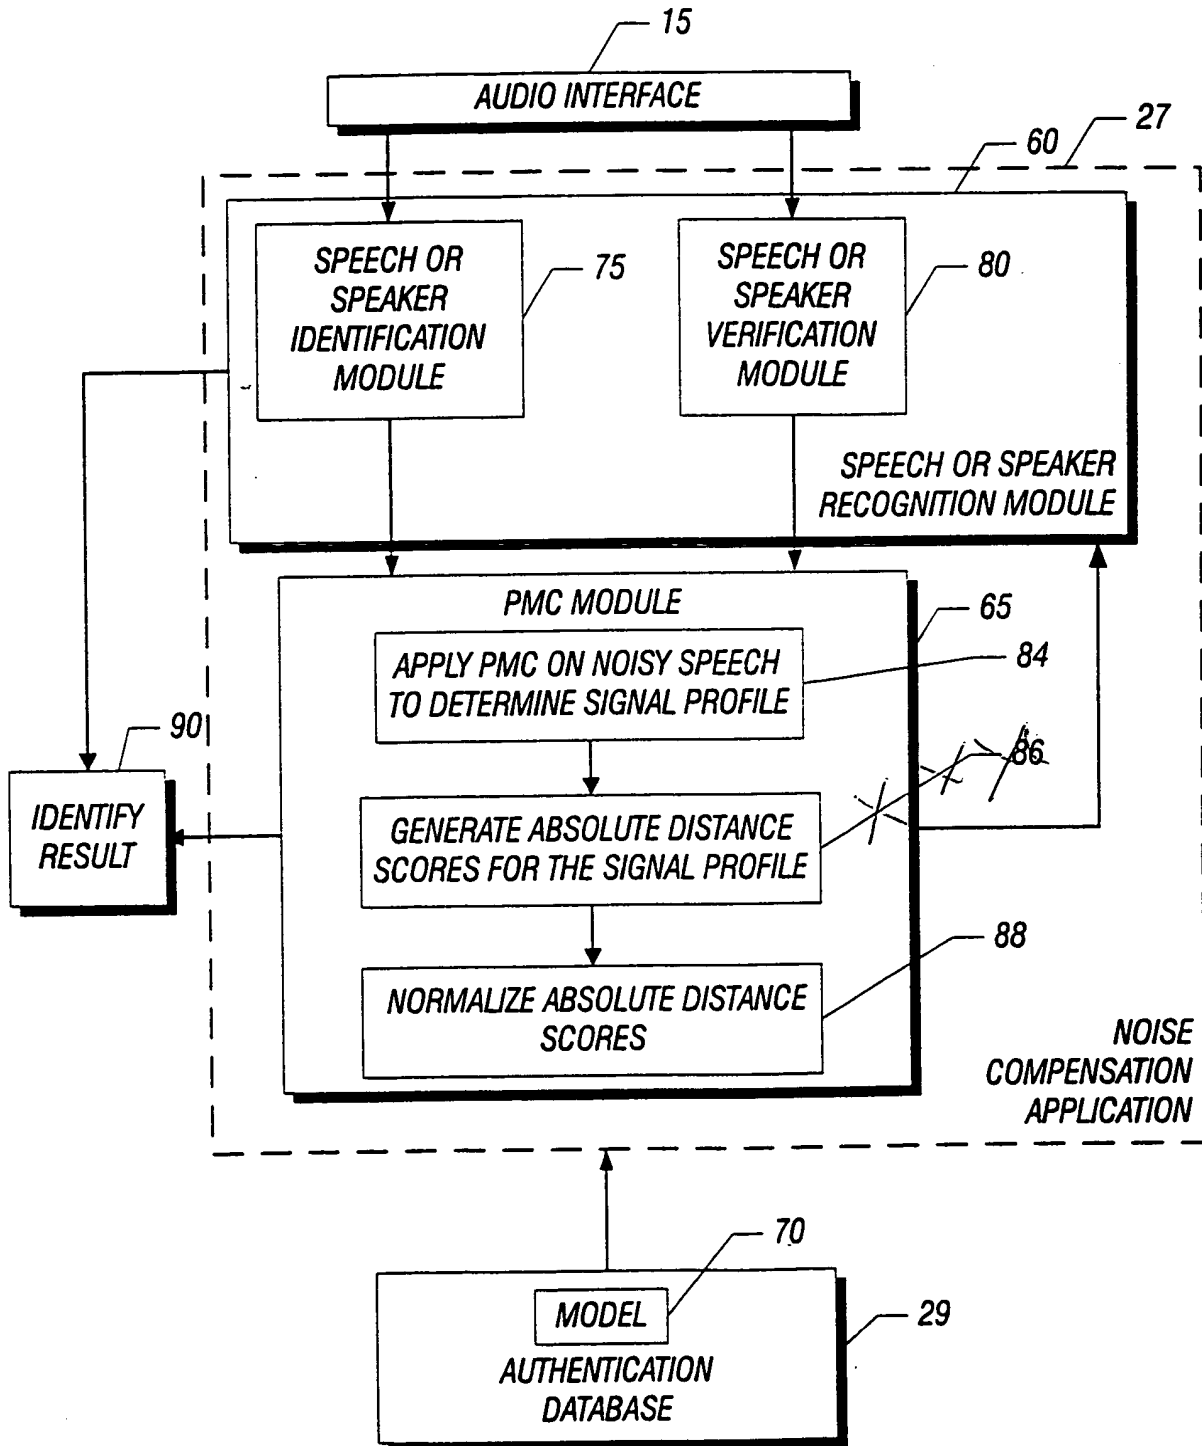 15
AUDIO INTERFACE
27
60
SPEECH OR
SPEAKER
IDENTIFICATION
MODULE
75
SPEECH OR
SPEAKER
VERIFICATION
MODULE
80
SPEECH OR SPEAKER
RECOGNITION MODULE
PMC MODULE
65
APPLY PMC ON NOISY SPEECH
TO DETERMINE SIGNAL PROFILE
84
90
IDENTIFY
RESULT
86
GENERATE ABSOLUTE DISTANCE
SCORES FOR THE SIGNAL PROFILE
88
NORMALIZE ABSOLUTE DISTANCE
SCORES
NOISE
COMPENSATION
APPLICATION
70
MODEL
29
AUTHENTICATION
DATABASE